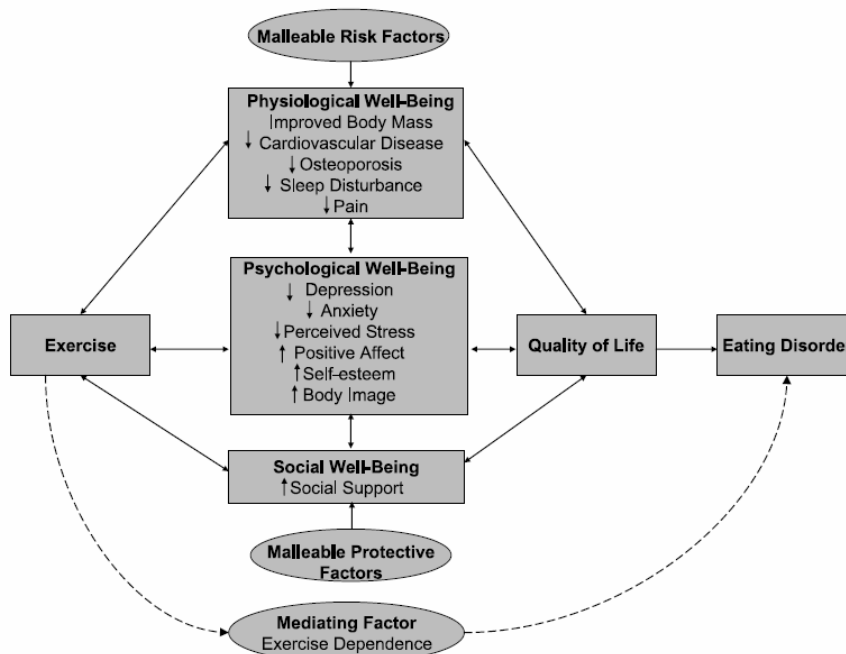 Malleable Risk Factors
Physiological Well-Being
Improved Body Mass
↓ Cardiovascular Disease
↓ Osteoporosis
↓ Sleep Disturbance
↓ Pain
Psychological Well-Being
↓ Depression
↓ Anxiety
↓ Perceived Stress
↑ Positive Affect
↑ Self-esteem
↑ Body Image
Exercise
Quality of Life
Eating Disorde
Social Well-Being
↑ Social Support
Malleable Protective
Factors
Mediating Factor
Exercise Dependence